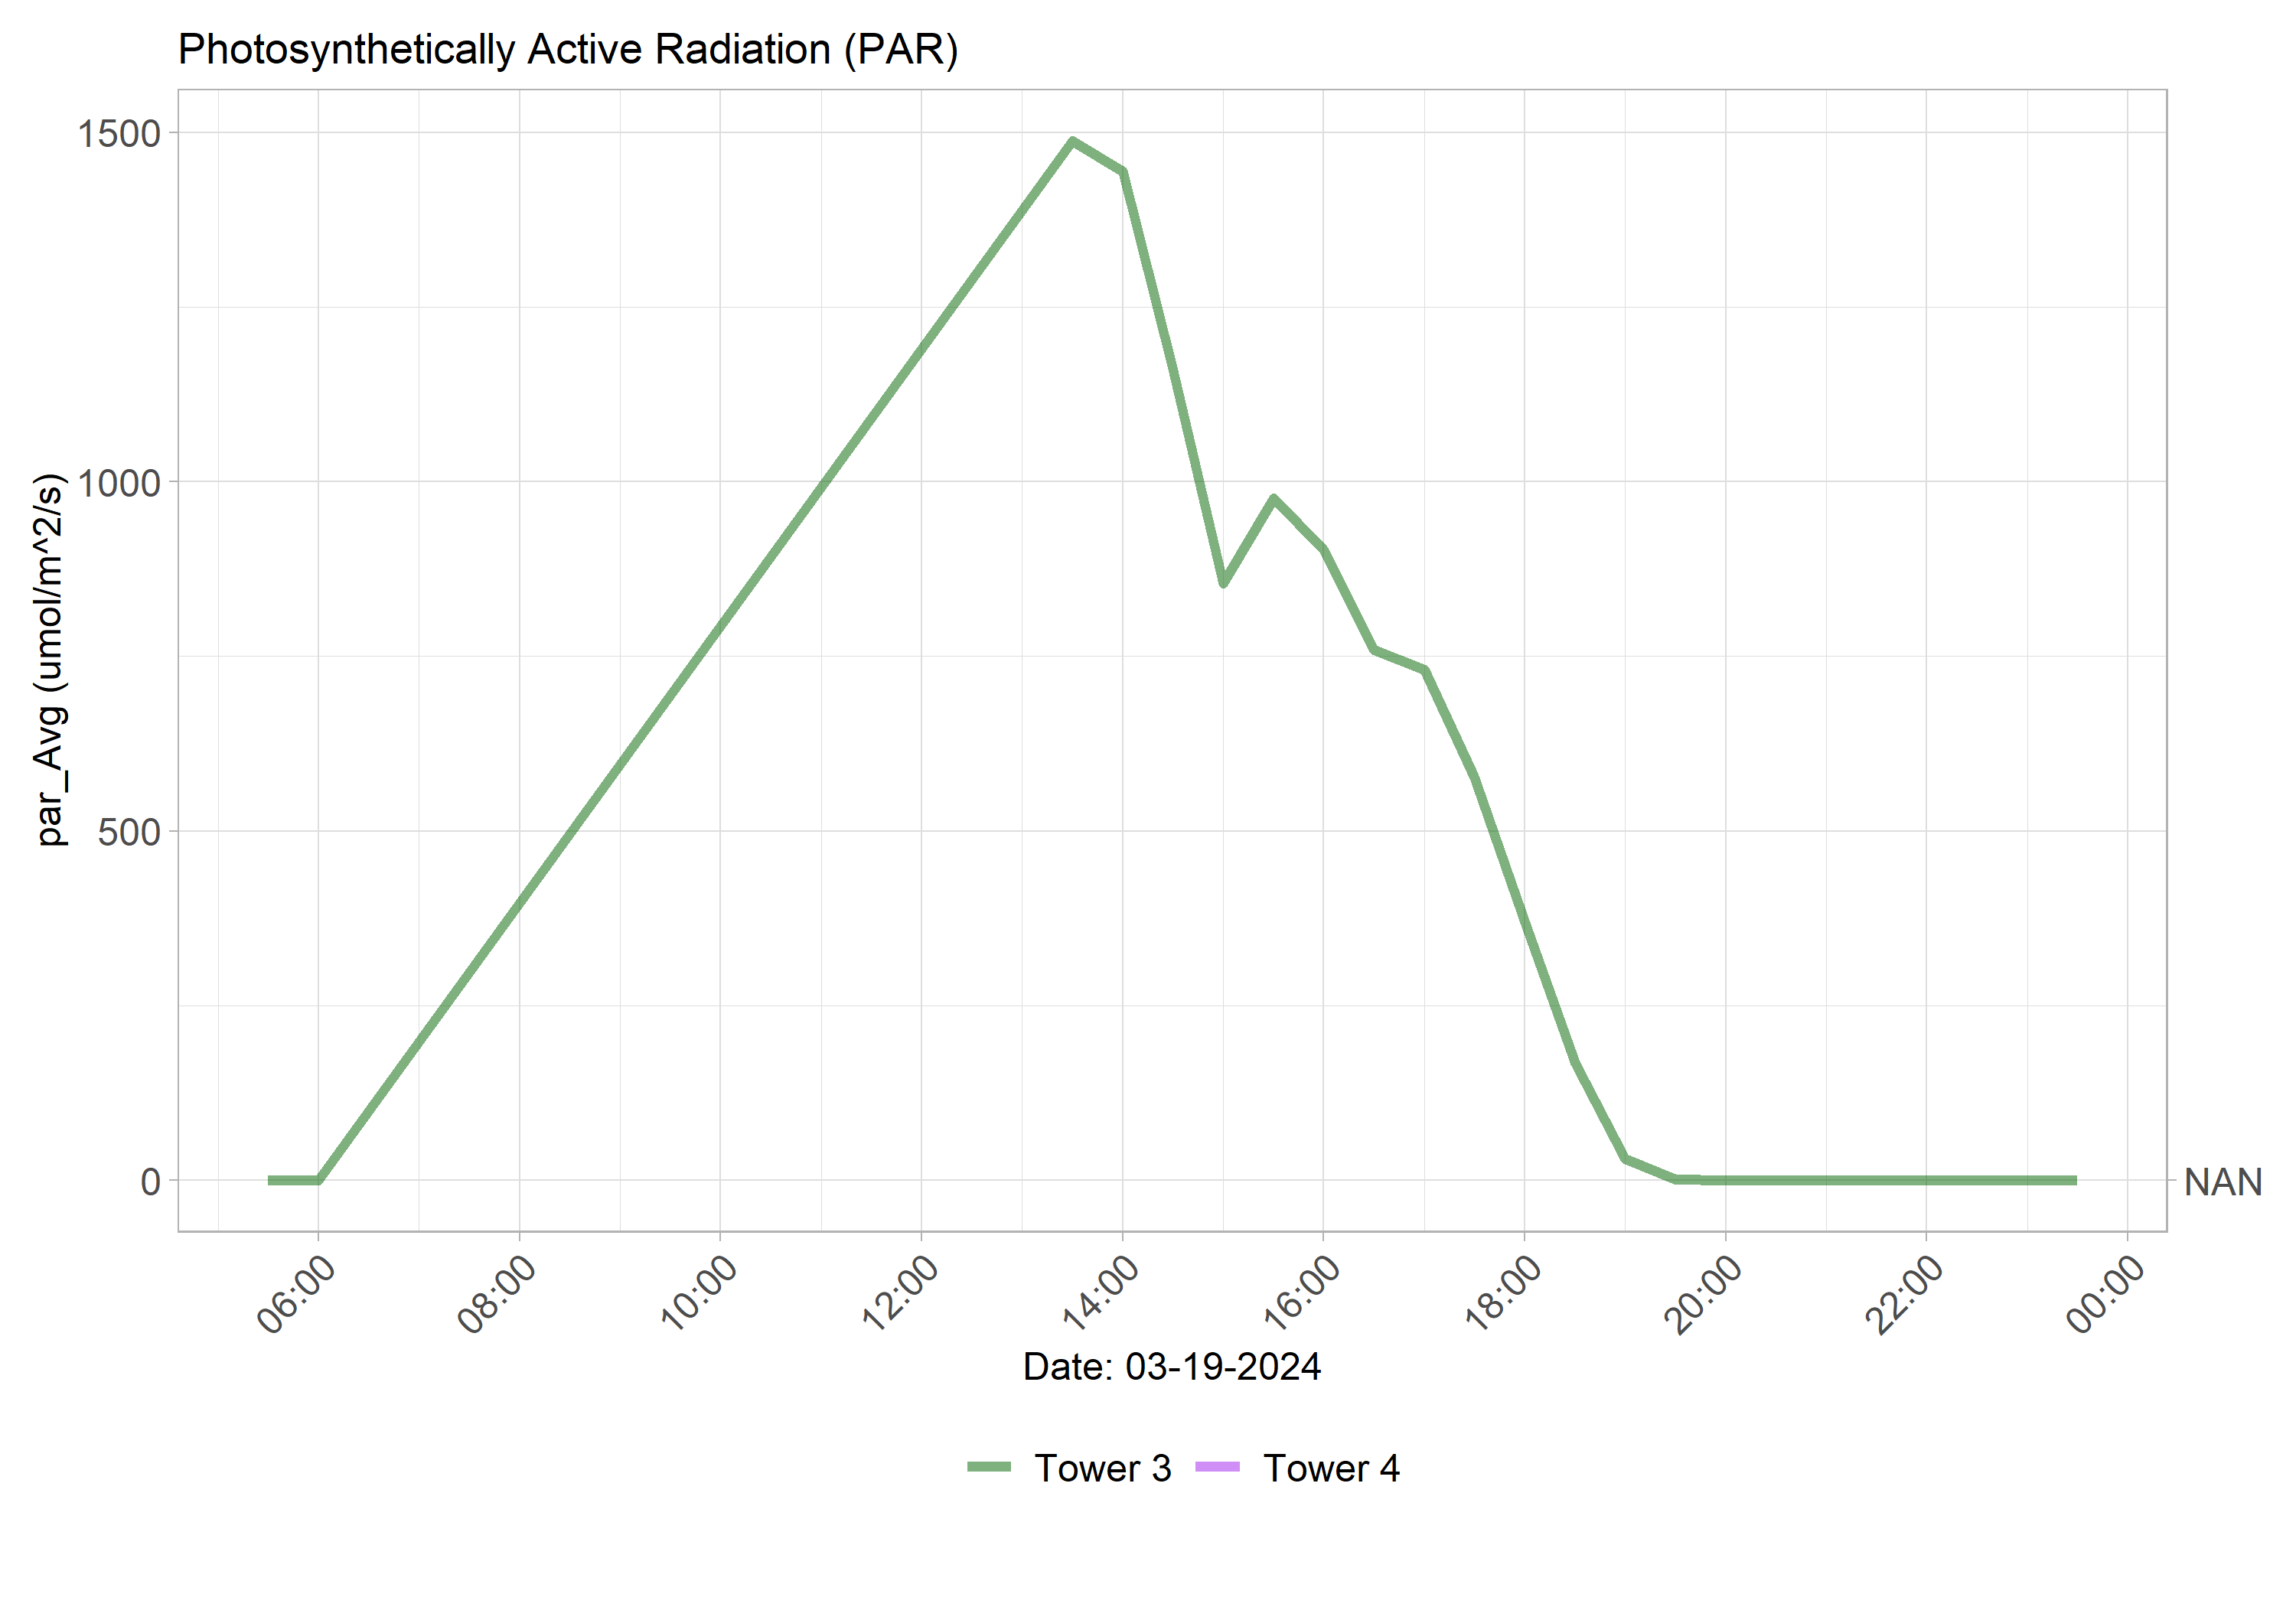 Photosynthetically Active Radiation (PAR)
par_Avg (umol/m^2/s)
1500
1000
500
0
NAN
06:00 08:00 10:00 12:00 14:00 16:00 18:00 20:00 22:00 00:00
Date: 03-19-2024
Tower 3 Tower 4